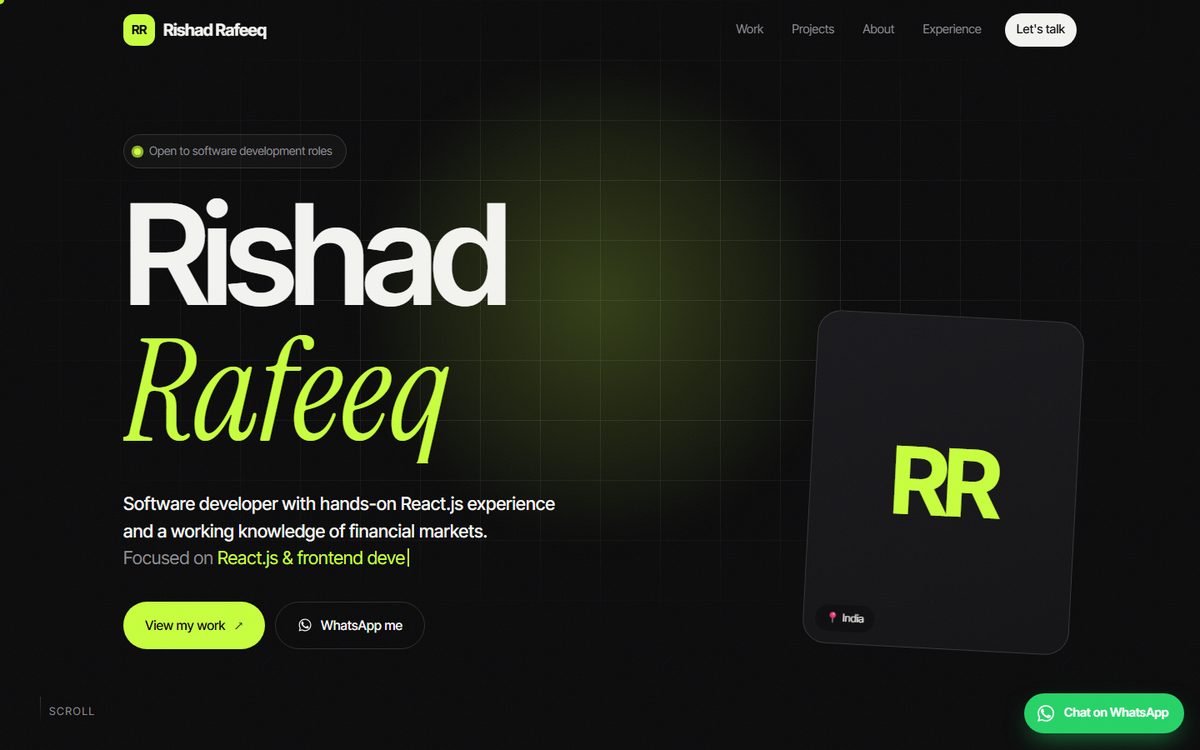 RR Rishad Rafeeq
Work Projects About Experience Let's talk
Open to software development roles
Rishad
Rafeeq
Software developer with hands-on React.js experience
and a working knowledge of financial markets.
Focused on React.js & frontend deve
View my work ↗
WhatsApp me
RR
India
SCROLL
Chat on WhatsApp